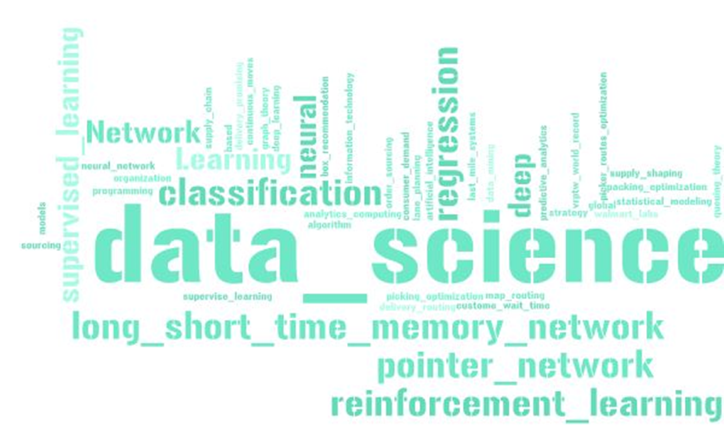 supervised_learning
Network
supply_chain
based
delivery_promising
continuous_moves
graph_theory
deep_learning
neural
box_recommendation
information_technology
regression
last_mile_systems
data_mining
deep
predictive_analytics
vrptw_world_record
picker_routes_optimization
Learning
neural_network
organization
programming
classification
order_sourcing
consumer_demand
lane_planning
artificial_intelligence
supply_shaping
packing_optimization
statistical_modeling
global
strategy
walmart_labs
queueing_theory
analytics_computing
algorithm
models
sourcing
data_science
supervise_learning
picking_optimization
map_routing
delivery_routing
custome_wait_time
long_short_time_memory_network
pointer_network
reinforcement_learning